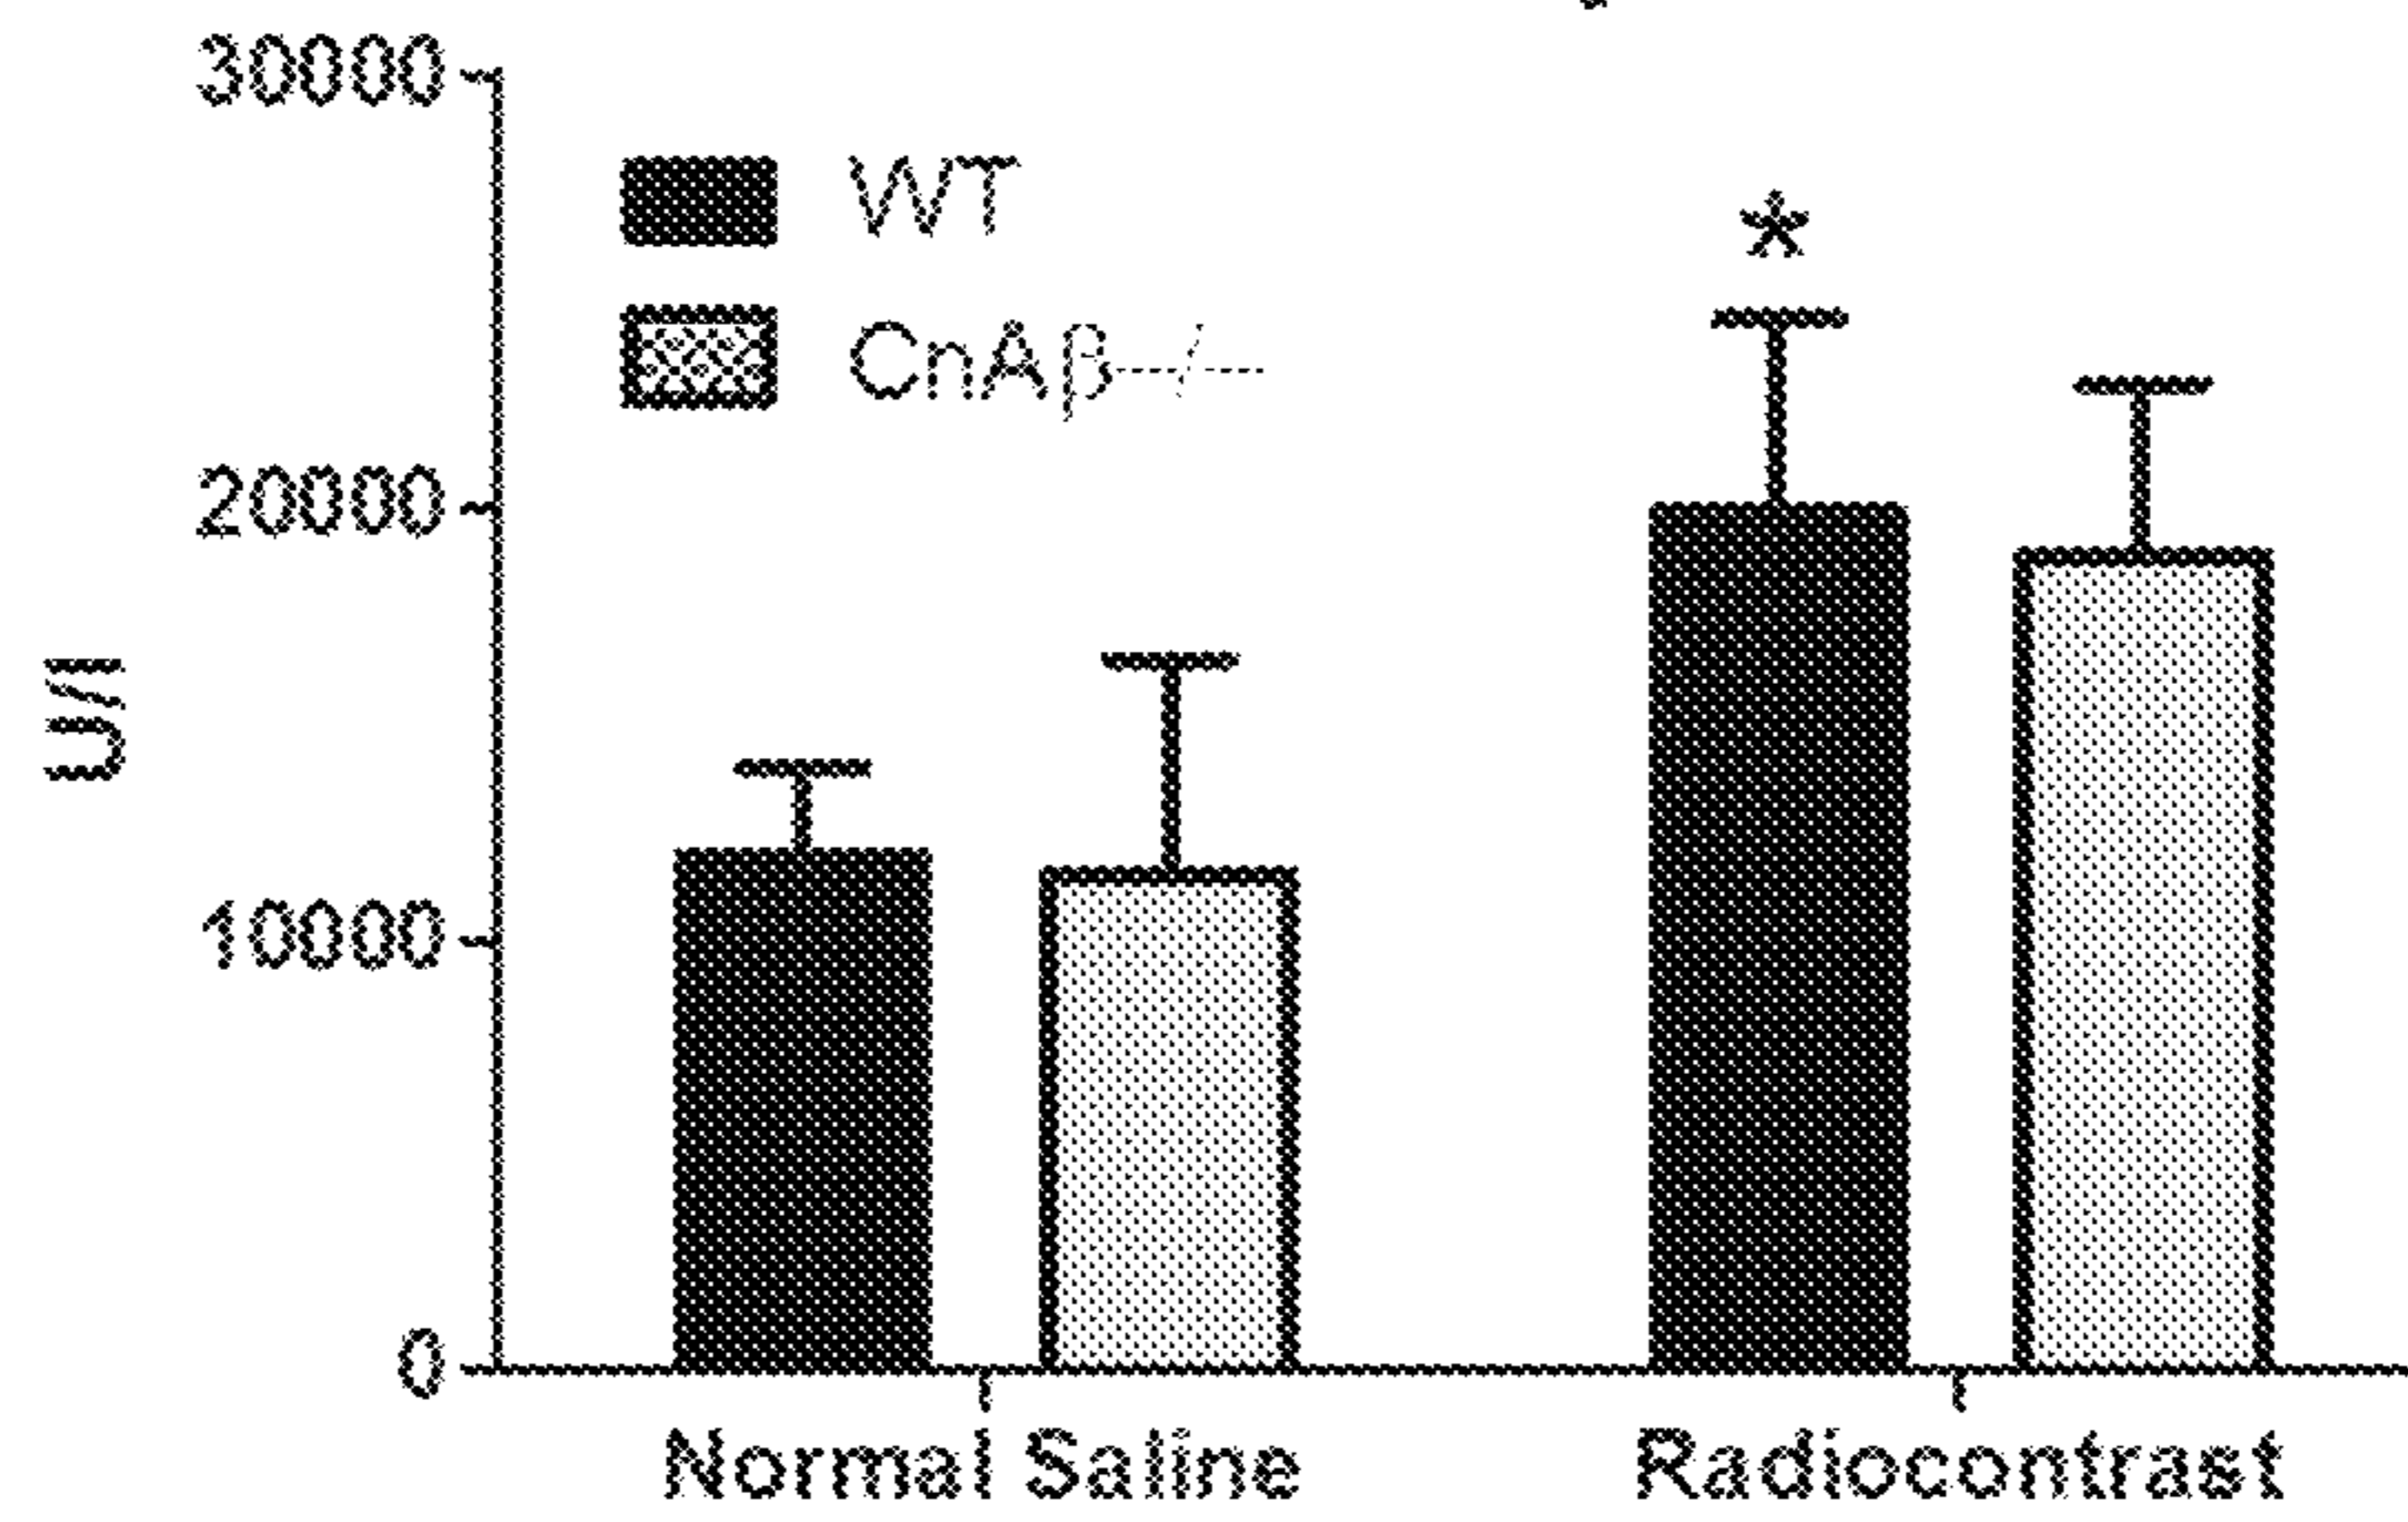 30000
WT
*
CnAβ-/-
20000
U/l
10000
0
Normal Saline
Radiocontrast